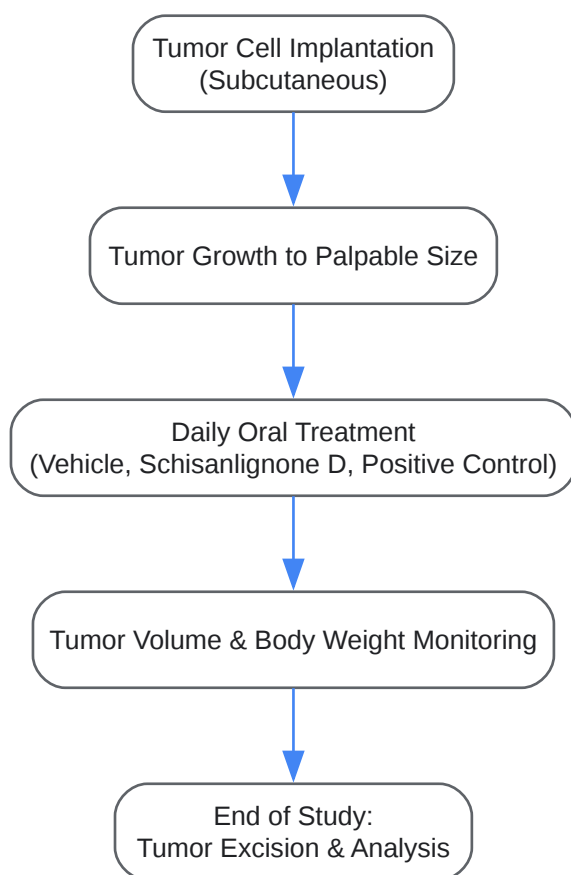 Tumor Cell Implantation
(Subcutaneous)
Tumor Growth to Palpable Size
Daily Oral Treatment
(Vehicle, Schisanlignone D, Positive Control)
Tumor Volume & Body Weight Monitoring
End of Study:
Tumor Excision & Analysis